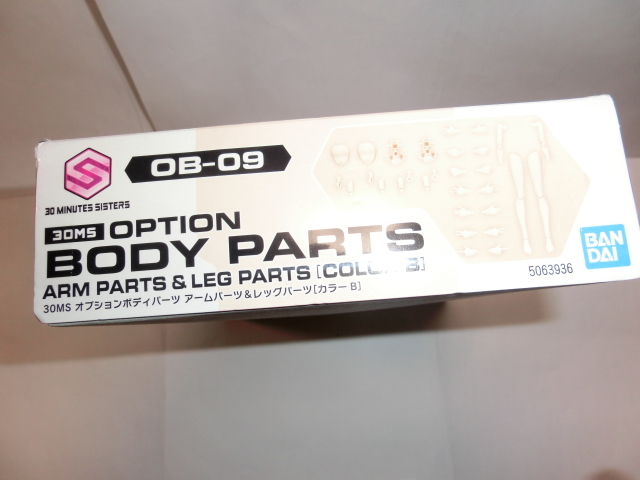 OB-09
30 MINUTES SISTERS
30MS OPTION
BODY PARTS
ARM PARTS & LEG PARTS [COLOR B]
30MS オプションボディパーツ アームパーツ&レッグパーツ[カラー B]
5063936
BAN
DAI